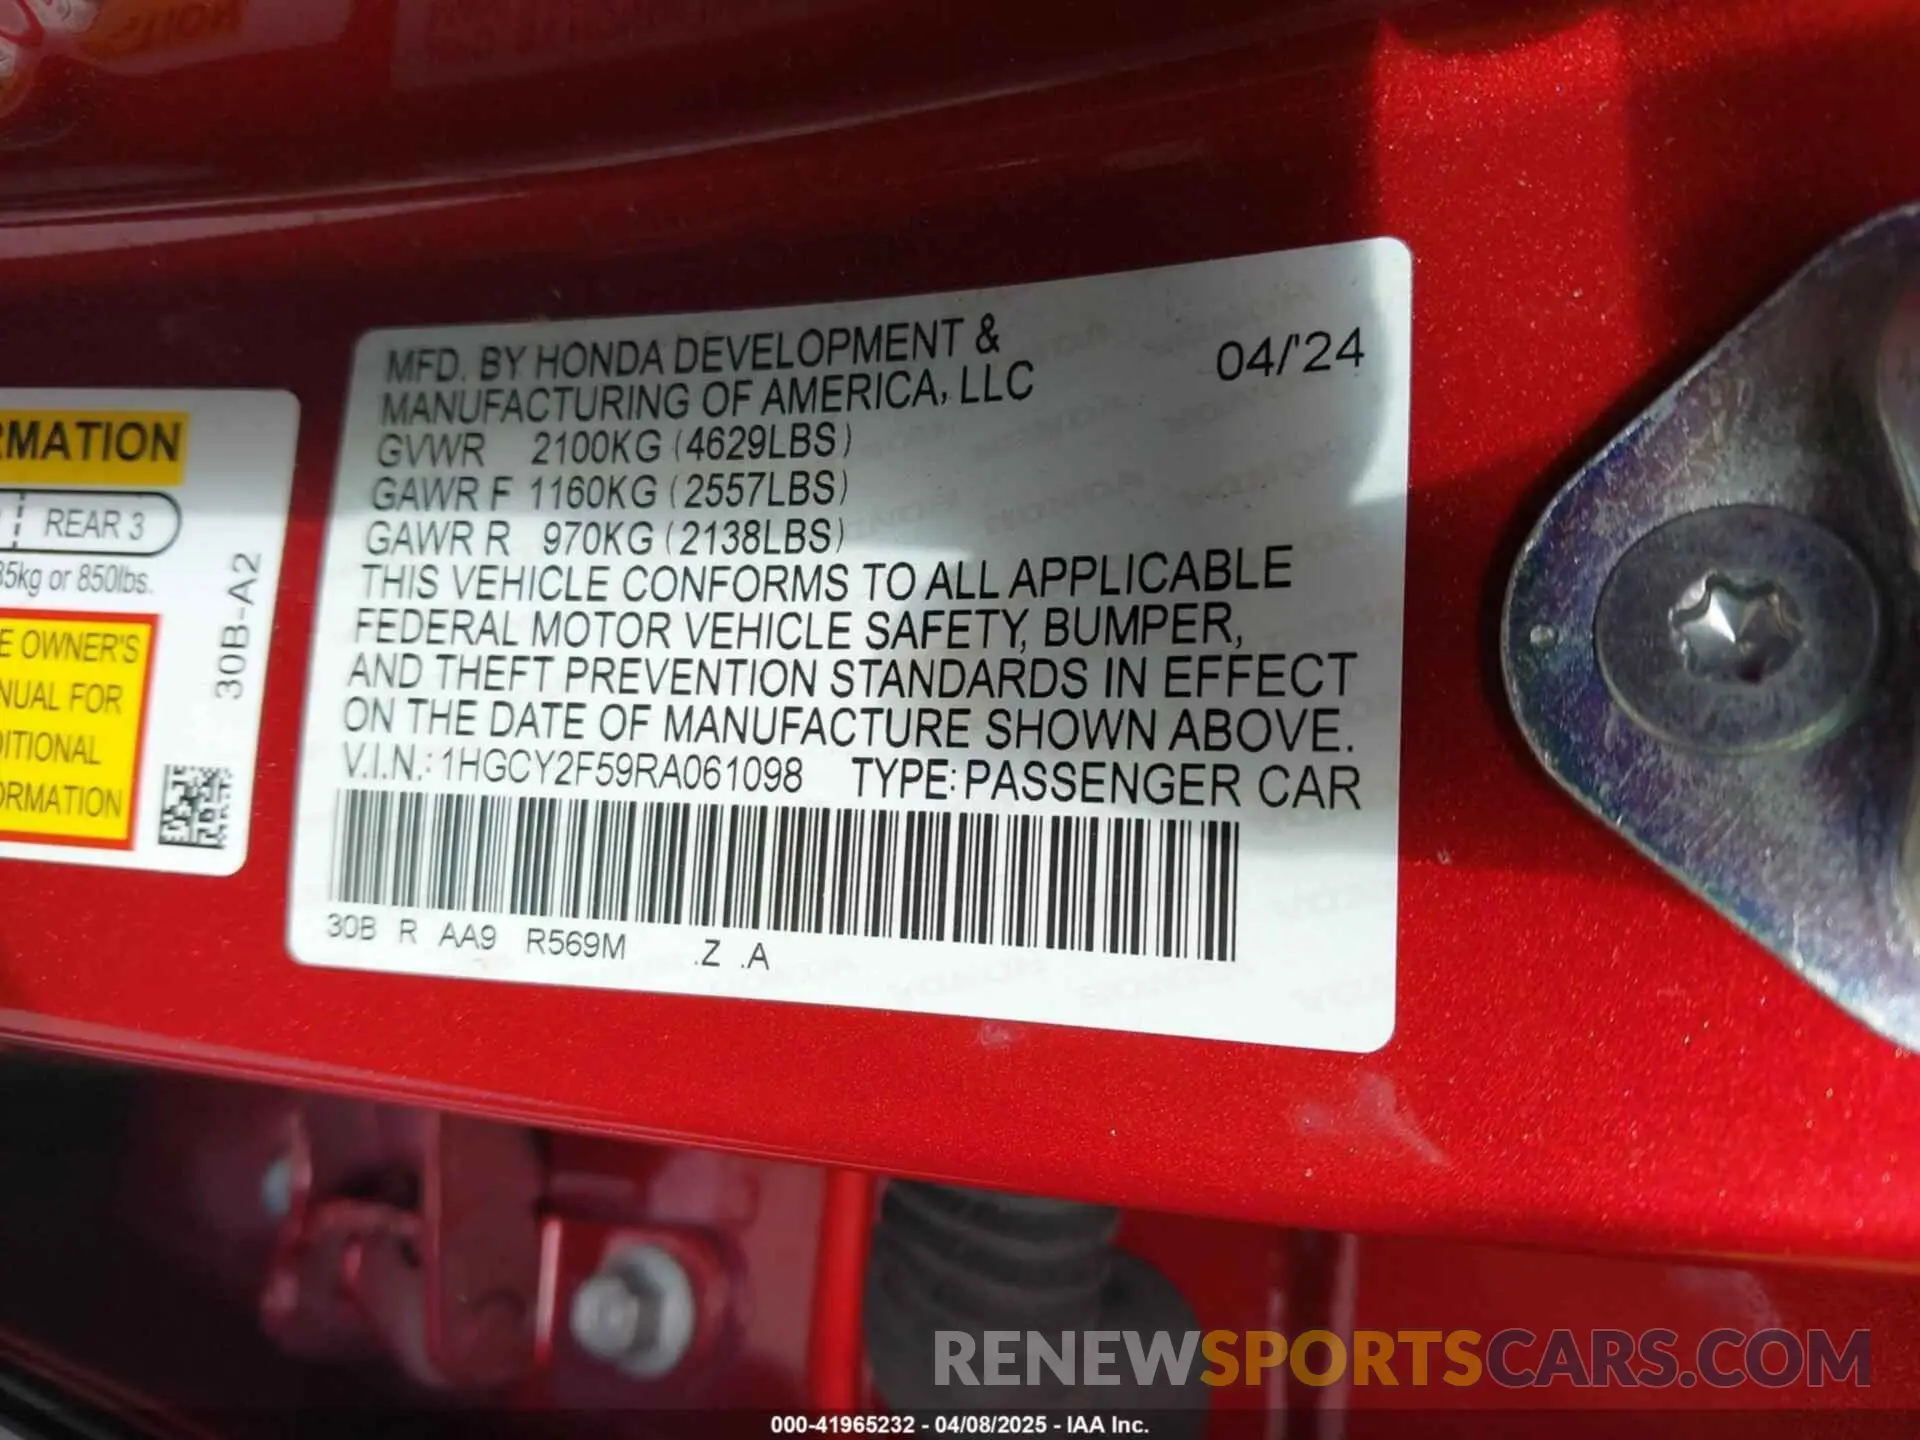 MFD. BY HONDA DEVELOPMENT &
MANUFACTURING OF AMERICA, LLC
04/'24
GVWR 2100KG (4629LBS)
GAWR F 1160KG (2557LBS)
GAWR R 970KG (2138LBS)
THIS VEHICLE CONFORMS TO ALL APPLICABLE
FEDERAL MOTOR VEHICLE SAFETY, BUMPER,
AND THEFT PREVENTION STANDARDS IN EFFECT
ON THE DATE OF MANUFACTURE SHOWN ABOVE.
V.I.N.: 1HGCY2F59RA061098 TYPE: PASSENGER CAR
30B R AA9 R569M .Z .A
RMATION
REAR 3
35kg or 850lbs.
E OWNER'S
NUAL FOR
ITIONAL
ORMATION
30B-A2
RENEWSPORTSCARS.COM
000-41965232 - 04/08/2025 - IAA Inc.